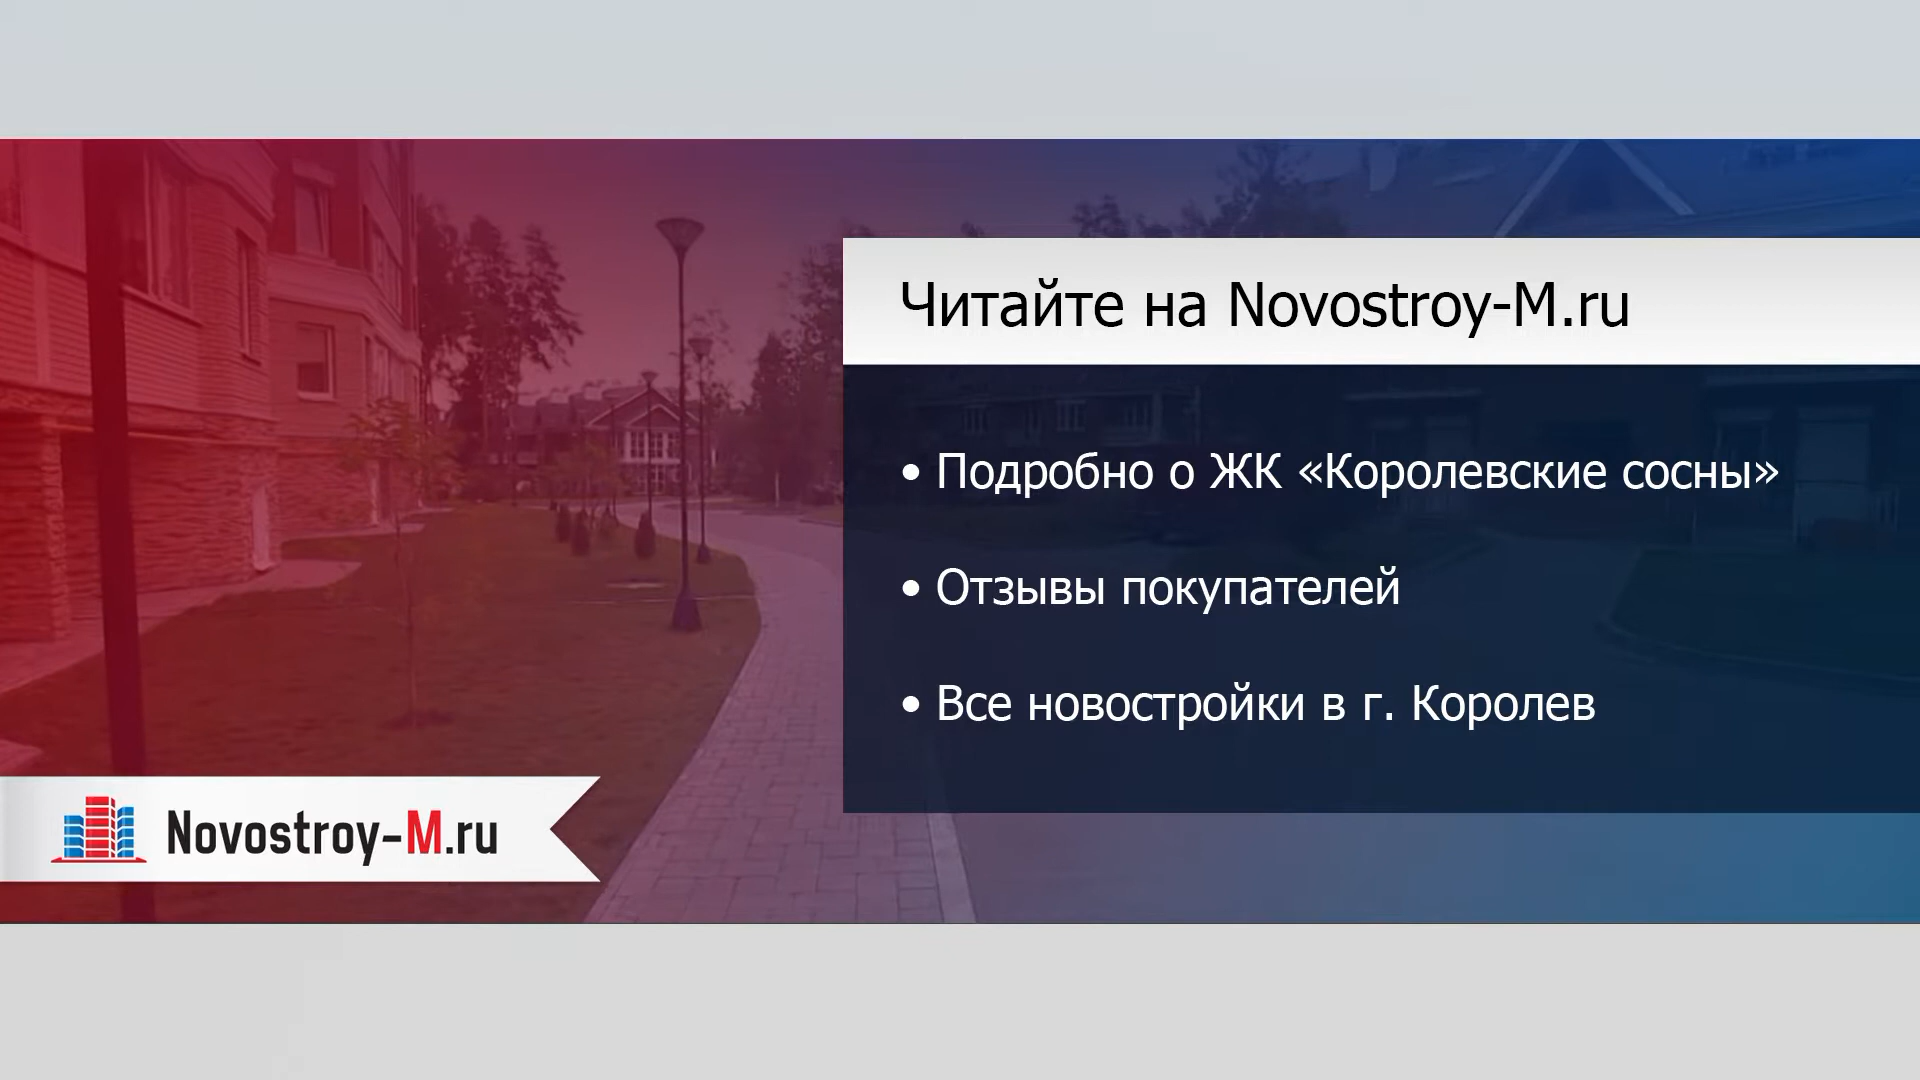 Читайте на Novostroy-M.ru
• Подробно о ЖК «Королевские сосны»
• Отзывы покупателей
• Все новостройки в г. Королев
Novostroy-M.ru